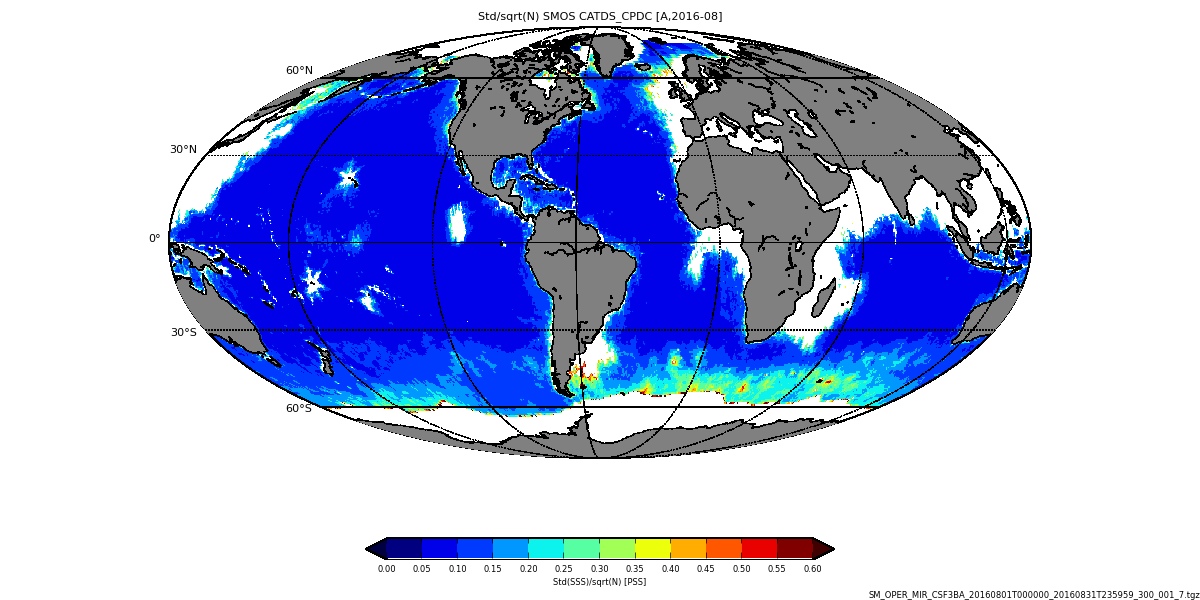 Std/sqrt(N) SMOS CATDS_CPDC [A,2016-08]
60°N
30°N
0°
30°S
60°S
0.00 0.05 0.10 0.15 0.20 0.25 0.30 0.35 0.40 0.45 0.50 0.55 0.60
Std(SSS)/sqrt(N) [PSS]
SM_OPER_MIR_CSF3BA_20160801T000000_20160831T235959_300_001_7.tgz